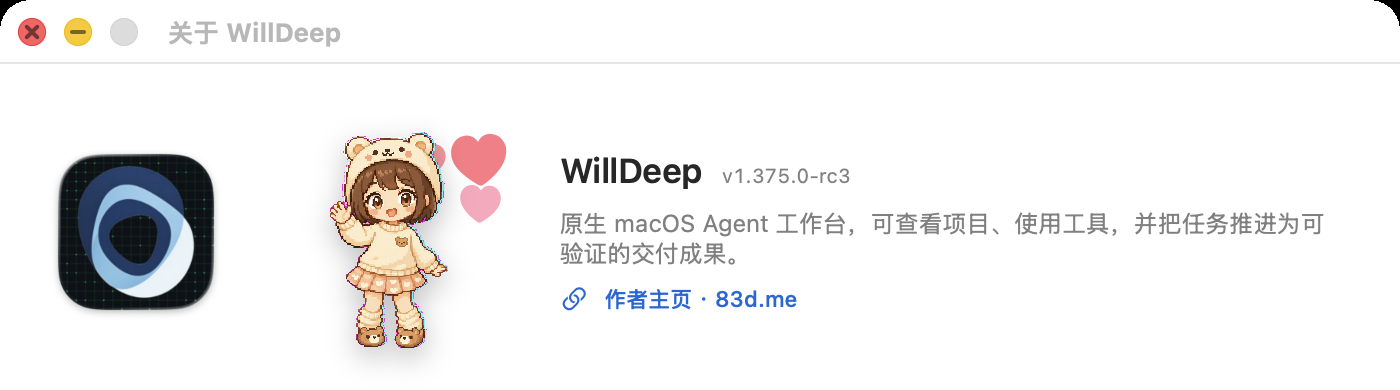 关于 WillDeep
WillDeep v1.375.0-rc3
原生 macOS Agent 工作台，可查看项目、使用工具，并把任务推进为可
验证的交付成果。
作者主页 · 83d.me